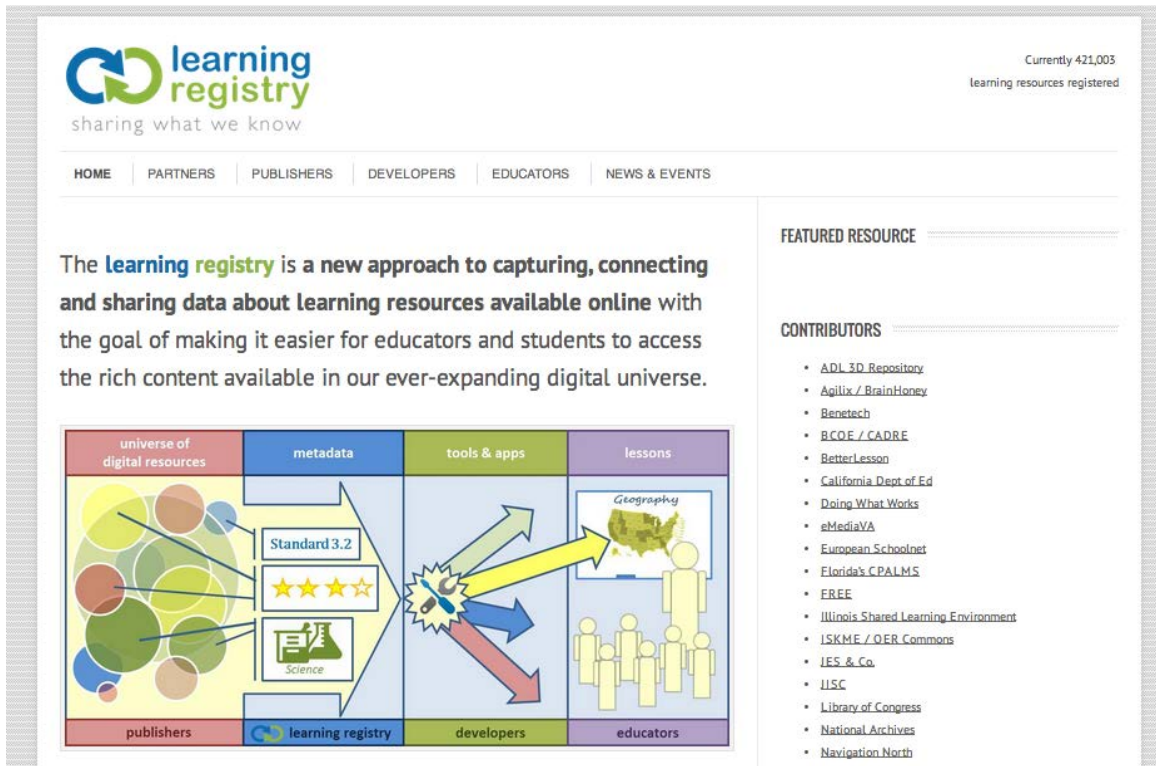 learning
registry
sharing what we know
Currently 421,003
learning resources registered
HOME PARTNERS PUBLISHERS DEVELOPERS EDUCATORS NEWS & EVENTS
The learning registry is a new approach to capturing, connecting
and sharing data about learning resources available online with
the goal of making it easier for educators and students to access
the rich content available in our ever-expanding digital universe.
universe of
digital resources
metadata
tools & apps
lessons
Standard 3.2
Science
Geography
publishers
learning registry
developers
educators
FEATURED RESOURCE
CONTRIBUTORS
ADL 3D Repository
Agilix / BrainHoney
Benetech
BCOE / CADRE
BetterLesson
California Dept of Ed
Doing What Works
eMediaVA
European Schoolnet
Florida's CPALMS
FREE
Illinois Shared Learning Environment
ISKME / OER Commons
JES & Co.
JISC
Library of Congress
National Archives
Navigation North